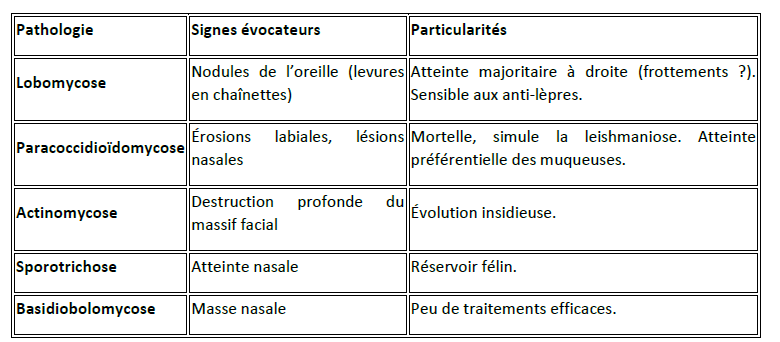 Pathologie Signes évocateurs Particularités
Lobomycose
Nodules de l’oreille (levures
en chaînettes)
Atteinte majoritaire à droite (frottements ?).
Sensible aux anti-lèpres.
Paracoccidioïdomycose
Érosions labiales, lésions
nasales
Mortelle, simule la leishmaniose. Atteinte
préférentielle des muqueuses.
Actinomycose
Destruction profonde du
massif facial
Évolution insidieuse.
Sporotrichose Atteinte nasale Réservoir félin.
Basidiobolomycose Masse nasale Peu de traitements efficaces.